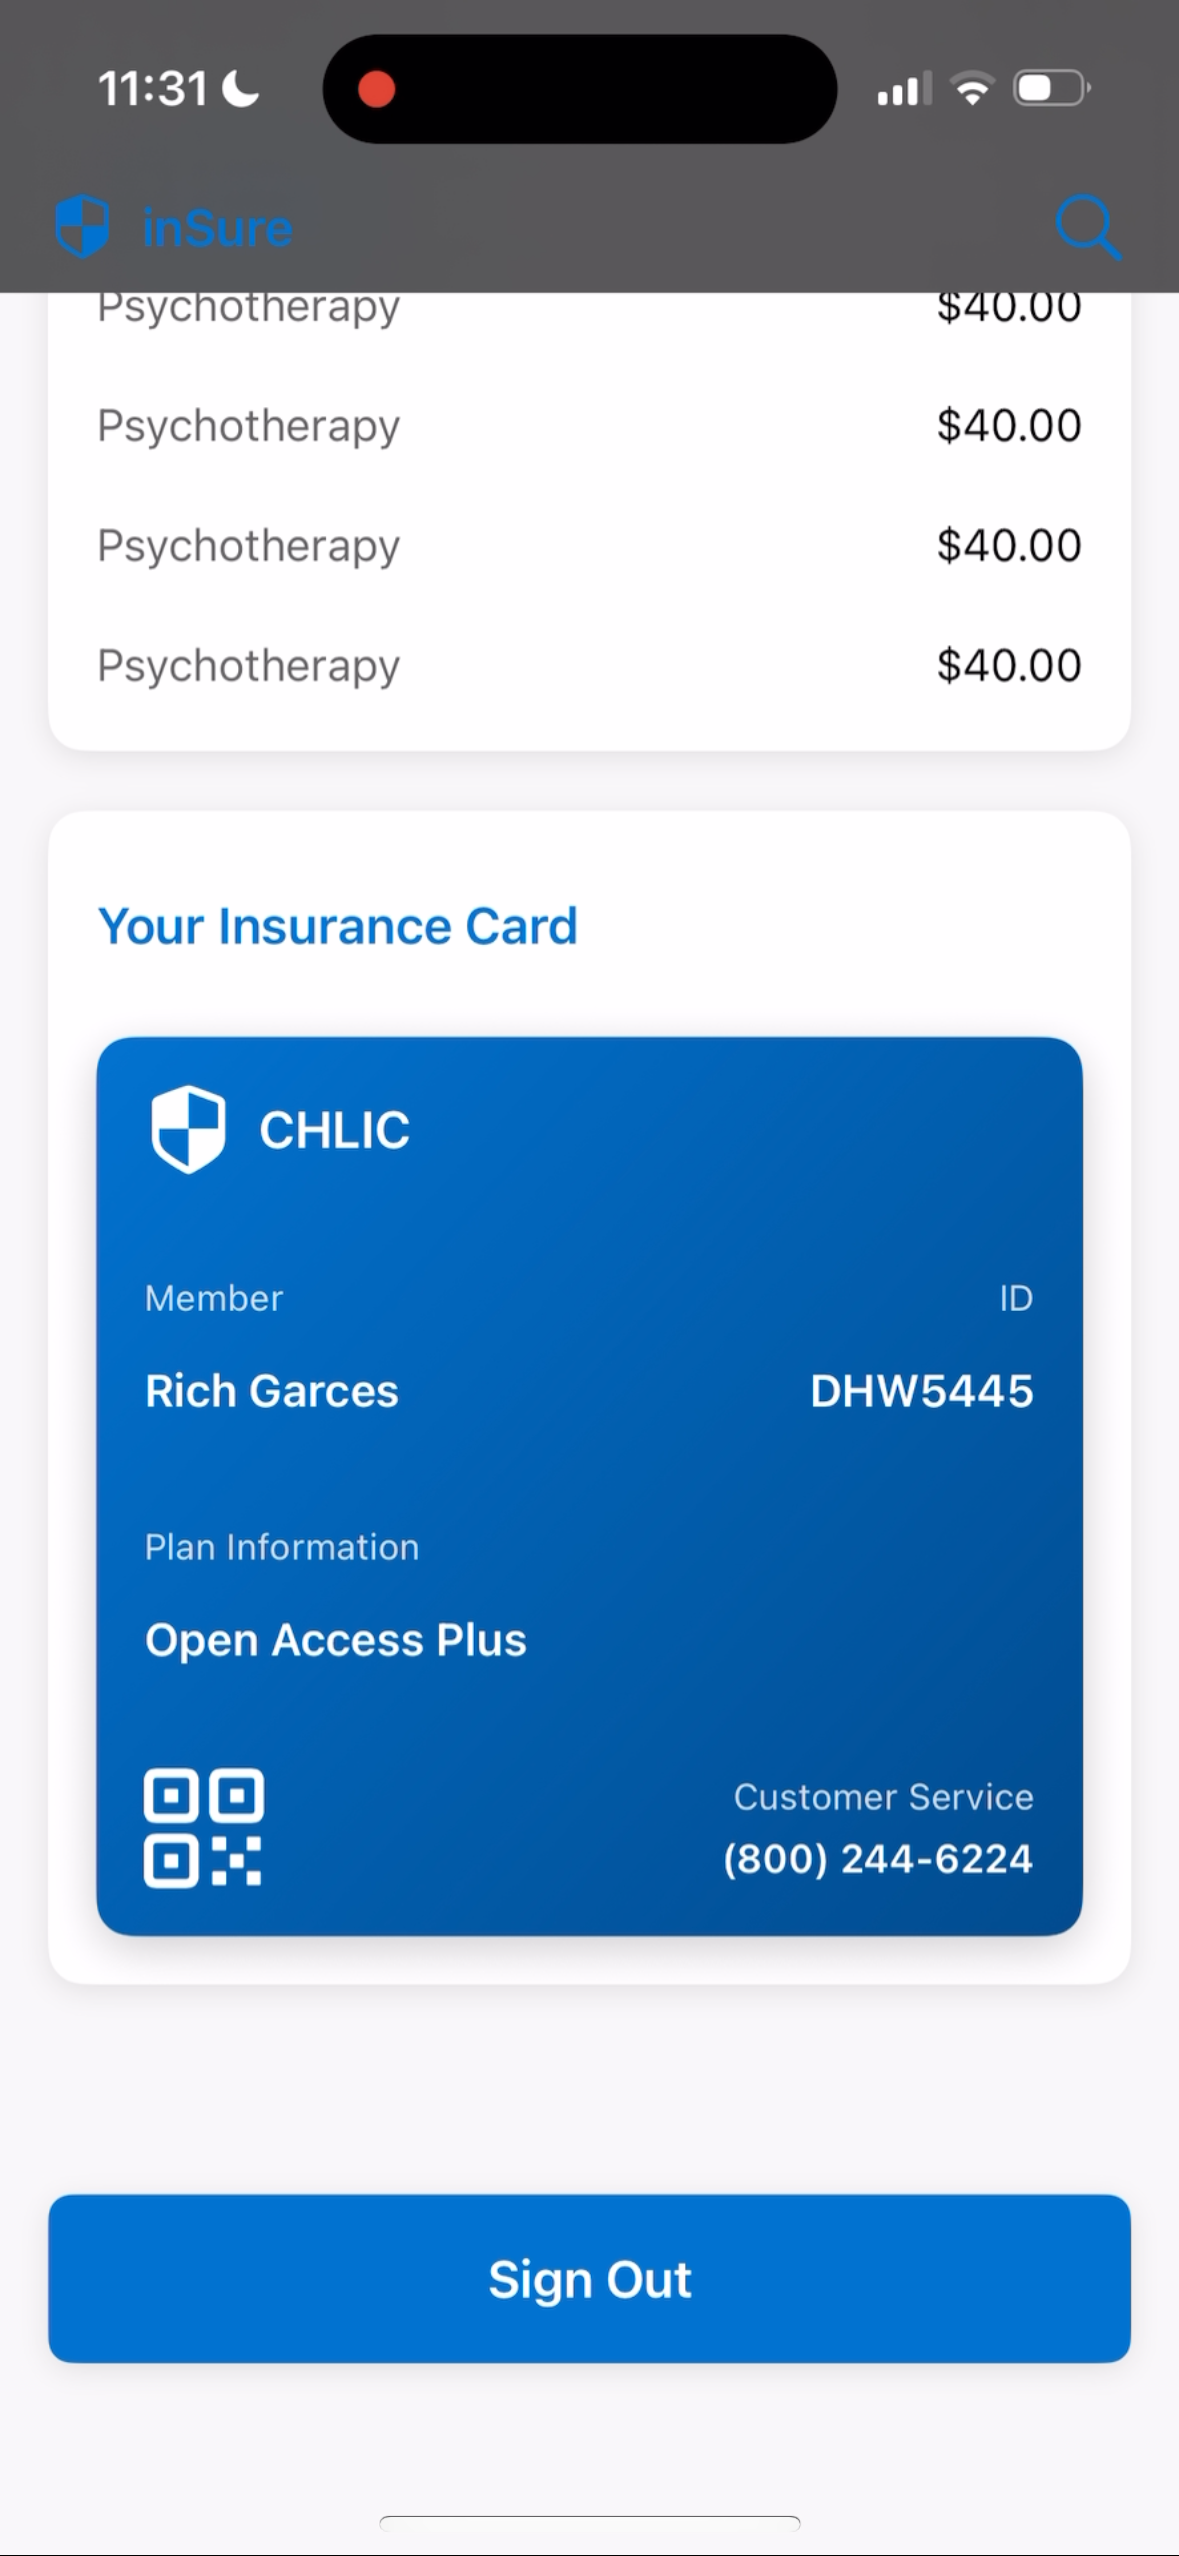 11:31
inSure
Psychotherapy $40.00
Psychotherapy $40.00
Psychotherapy $40.00
Psychotherapy $40.00
Your Insurance Card
CHLIC
Member ID
Rich Garces DHW5445
Plan Information
Open Access Plus
Customer Service
(800) 244-6224
Sign Out